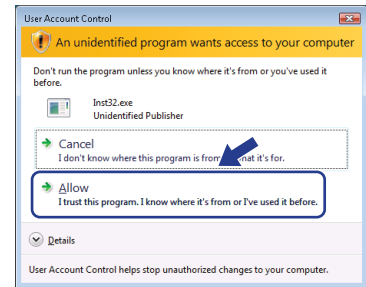 User Account Control
An unidentified program wants access to your computer
Don't run the program unless you know where it's from or you've used it
before.
Inst32.exe
Unidentified Publisher
Cancel
I don't know where this program is from it's for.
Allow
I trust this program. I know where it's from or I've used it before.
Details
User Account Control helps stop unauthorized changes to your computer.